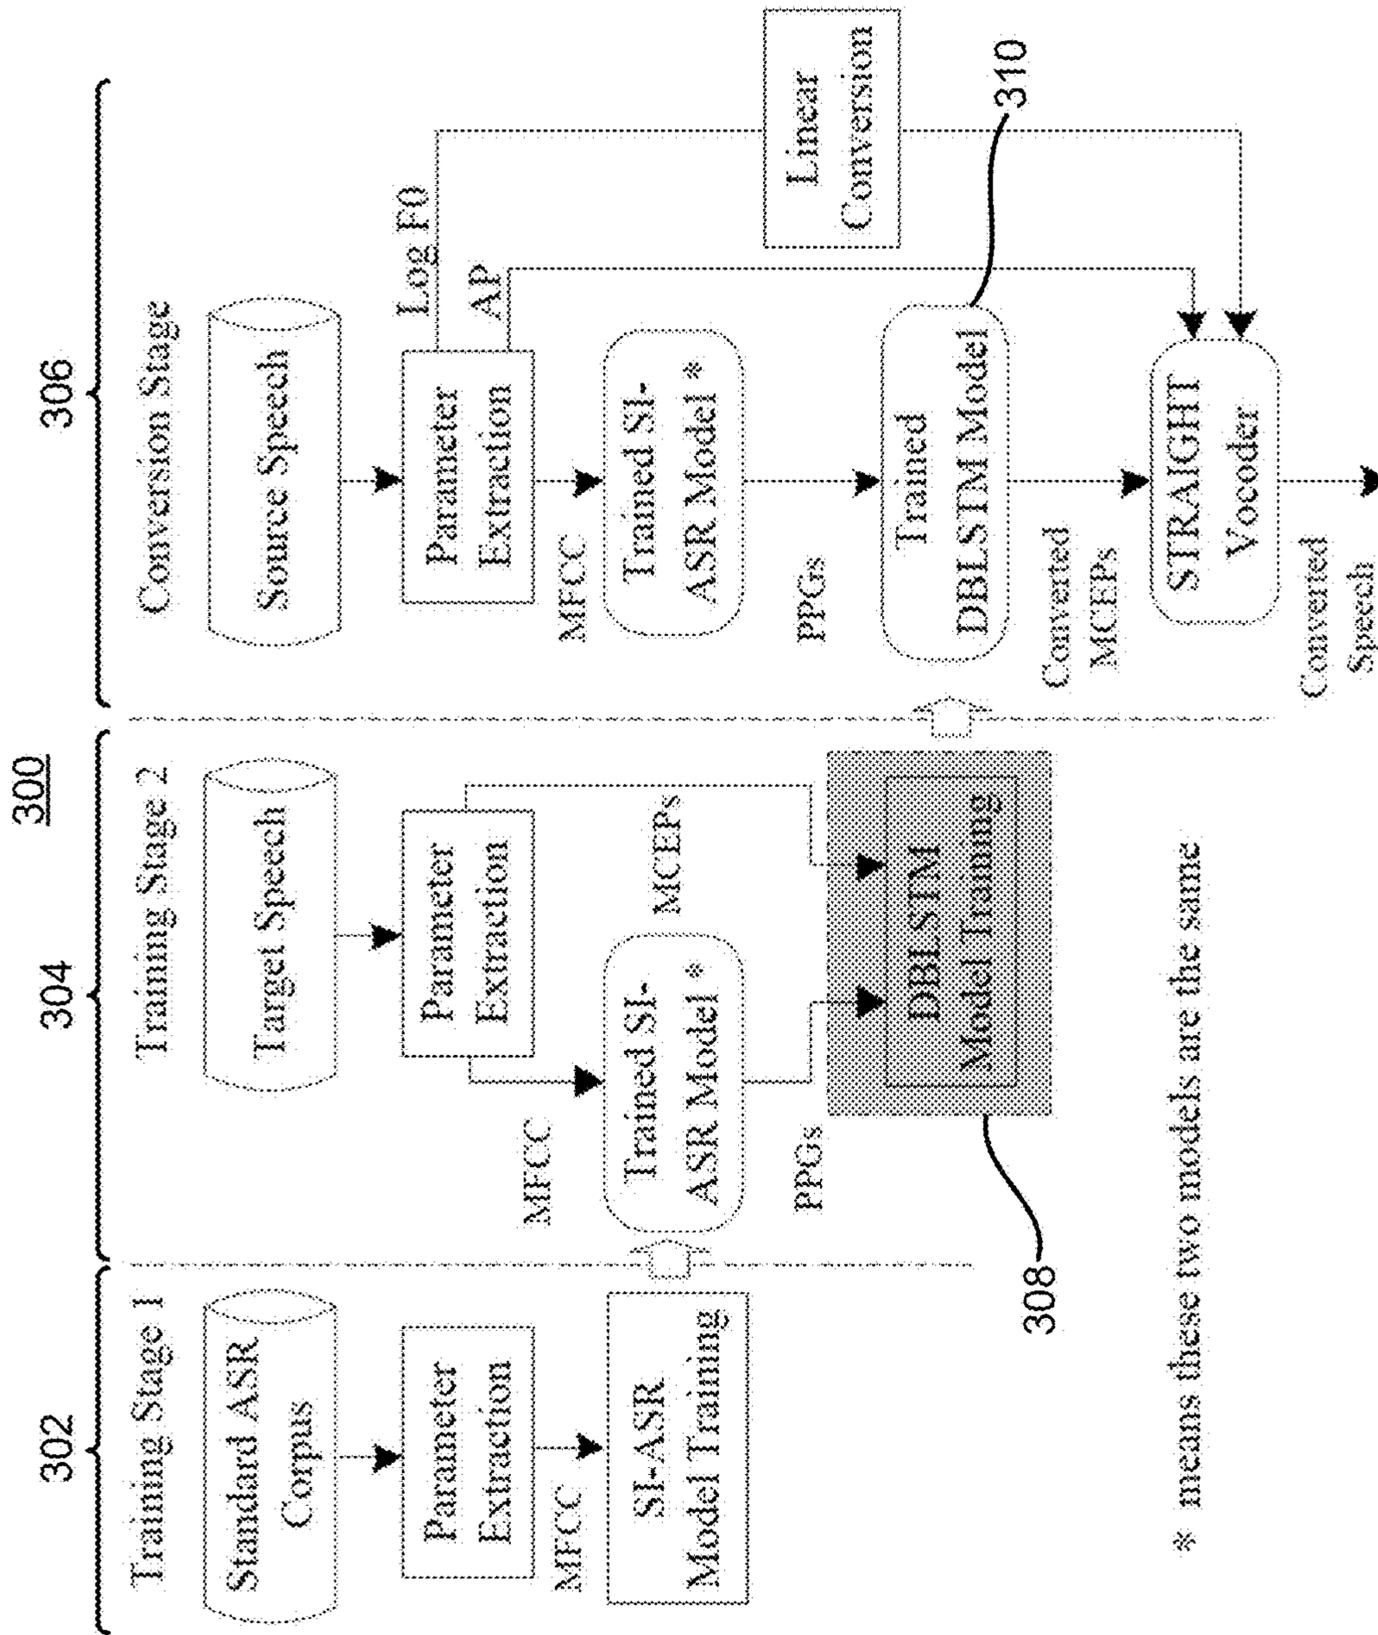 300
302
304
306
Training Stage 1
Standard ASR
Corpus
Parameter
Extraction
MFCC
SI-ASR
Model Training
Training Stage 2
Target Speech
Parameter
Extraction
MFCC
MCEPs
Trained SI-
ASR Model *
PPGs
DBLSTM
Model Training
308
Conversion Stage
Source Speech
Parameter
Extraction
Log F0
AP
MFCC
Trained SI-
ASR Model *
PPGs
Linear
Conversion
Trained
DBLSTM Model
310
Converted
MCEPs
STRAIGHT
Vocoder
Converted
Speech
* means these two models are the same